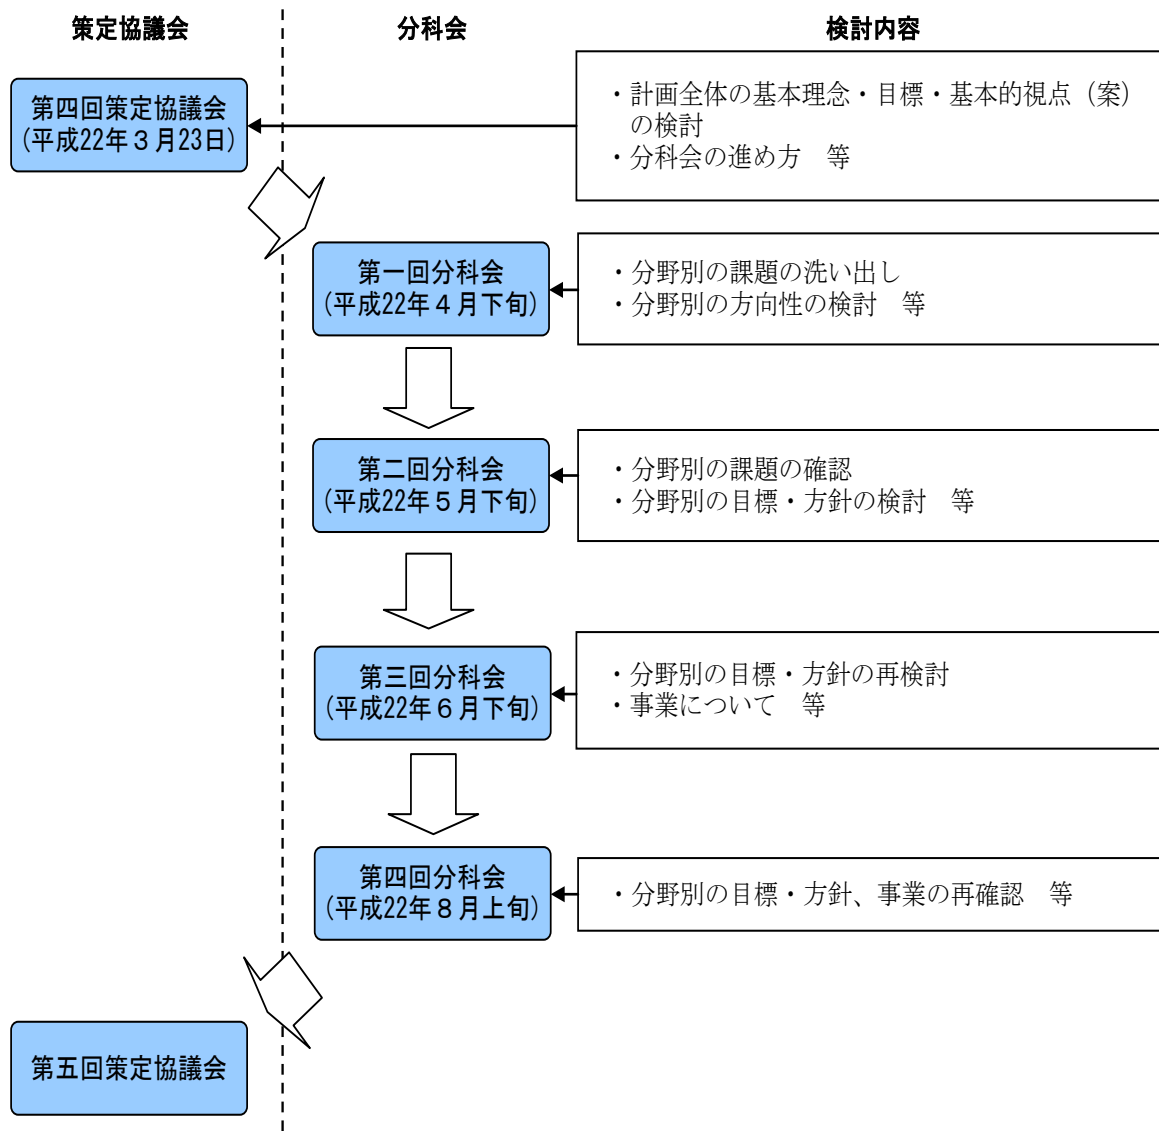 策定協議会
分科会
検討内容
第四回策定協議会
(平成22年３月23日)
・計画全体の基本理念・目標・基本的視点（案）
の検討
・分科会の進め方　等
第一回分科会
(平成22年４月下旬)
・分野別の課題の洗い出し
・分野別の方向性の検討　等
第二回分科会
(平成22年５月下旬)
・分野別の課題の確認
・分野別の目標・方針の検討　等
第三回分科会
(平成22年６月下旬)
・分野別の目標・方針の再検討
・事業について　等
第四回分科会
(平成22年８月上旬)
・分野別の目標・方針、事業の再確認　等
第五回策定協議会